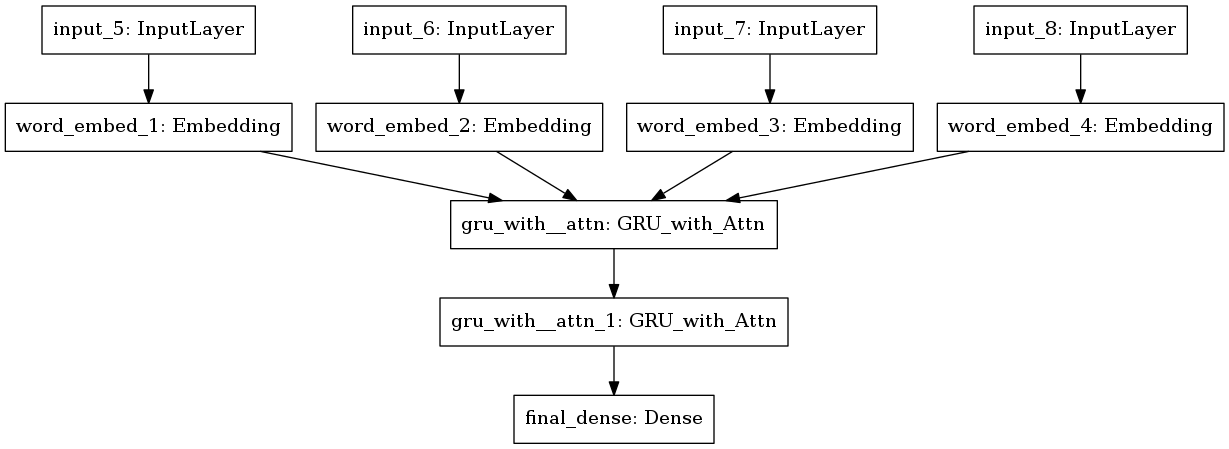 input_5: InputLayer
input_6: InputLayer
input_7: InputLayer
input_8: InputLayer
word_embed_1: Embedding
word_embed_2: Embedding
word_embed_3: Embedding
word_embed_4: Embedding
gru_with__attn: GRU_with_Attn
gru_with__attn_1: GRU_with_Attn
final_dense: Dense